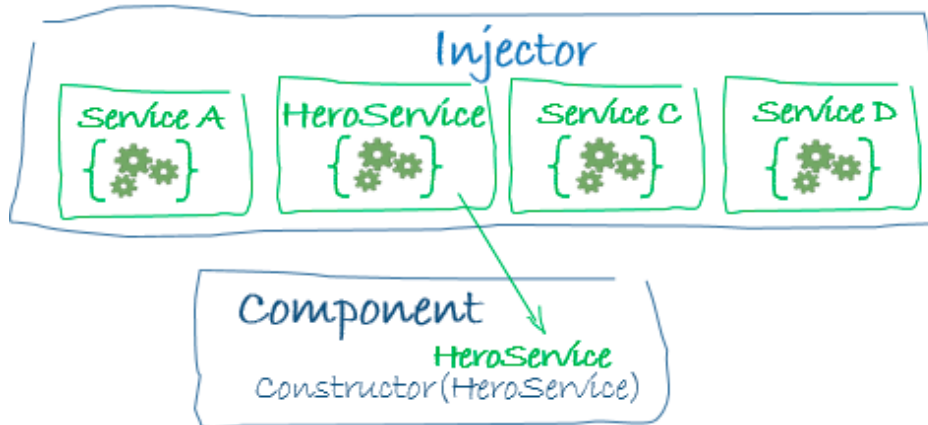 Injector
Service A
HeroService
Service C
Service D
Component
HeroService
Constructor(HeroService)